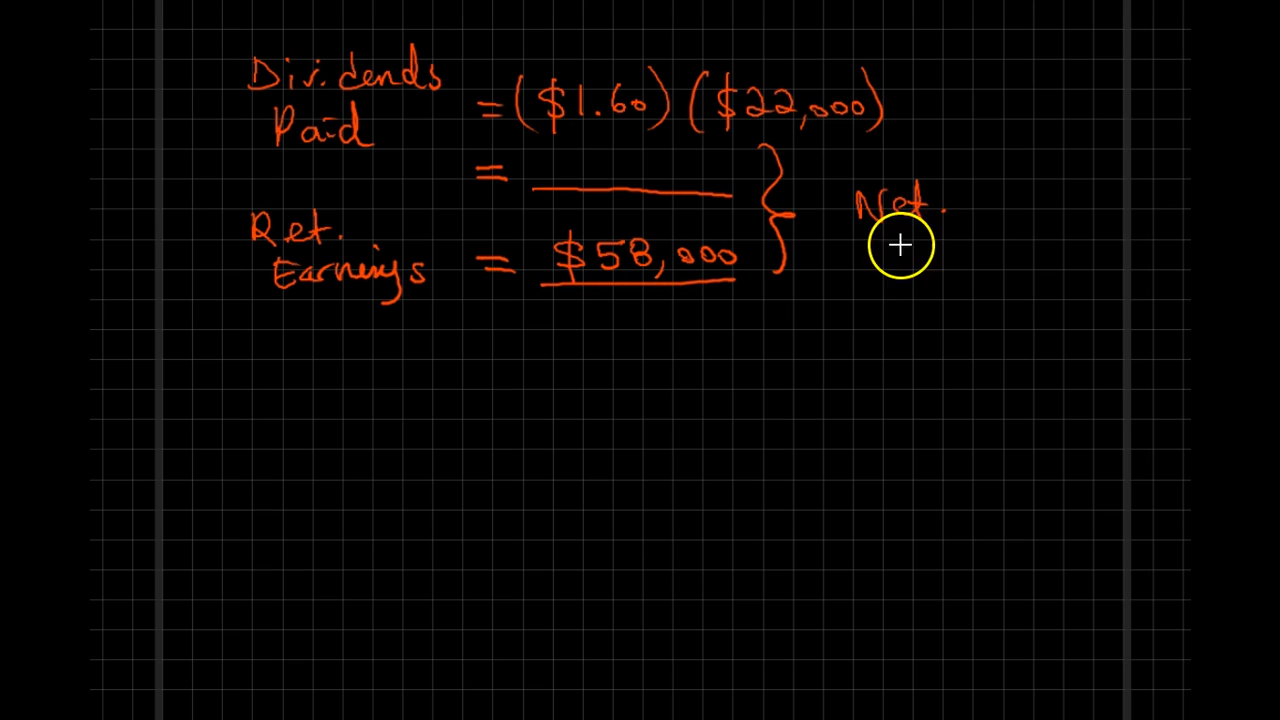 Dividends
Paid = ($1.60) ($22,000)
=
Net.
Ret.
Earnings = $58,000